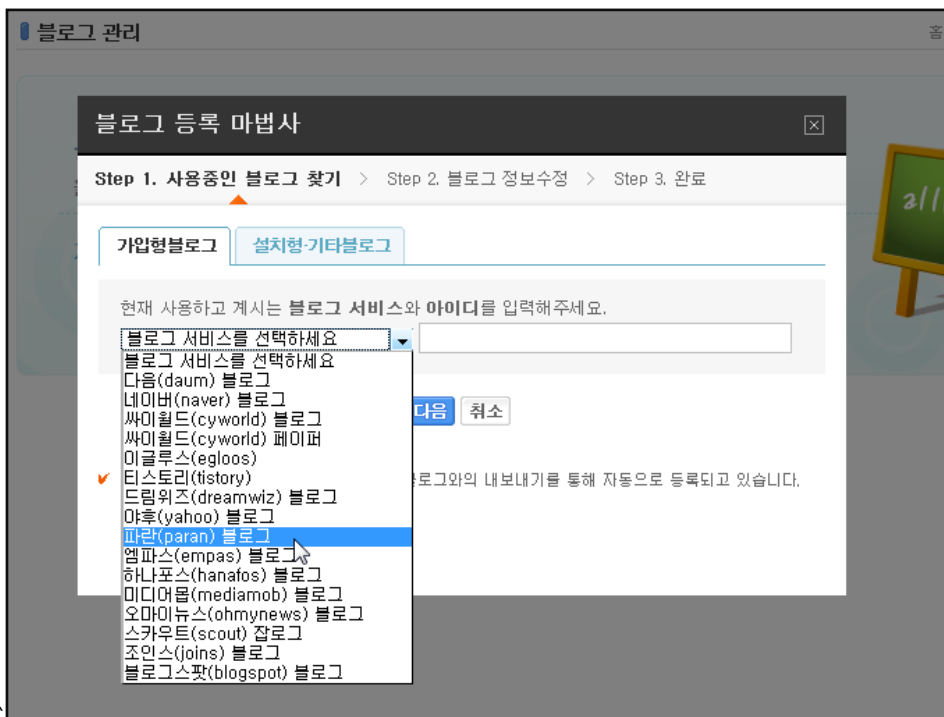 블로그 관리
홈
블로그 등록 마법사
Step 1. 사용중인 블로그 찾기 > Step 2. 블로그 정보수정 > Step 3. 완료
가입형블로그 설치형·기타블로그
all
현재 사용하고 계시는 블로그 서비스와 아이디를 입력해주세요.
블로그 서비스를 선택하세요
블로그 서비스를 선택하세요
다음(daum) 블로그
네이버(naver) 블로그
싸이월드(cyworld) 블로그
다음 취소
싸이월드(cyworld) 페이퍼
이글루스(egloos)
티스토리(tistory)
블로그와의 내보내기를 통해 자동으로 등록되고 있습니다.
드림위즈(dreamwiz) 블로그
야후(yahoo) 블로그
파란(paran) 블로그
엠파스(empas) 블로그
하나포스(hanafos) 블로그
미디어몹(mediamob) 블로그
오마이뉴스(ohmynews) 블로그
스카우트(scout) 잡로그
조인스(joins) 블로그
블로그스팟(blogspot) 블로그